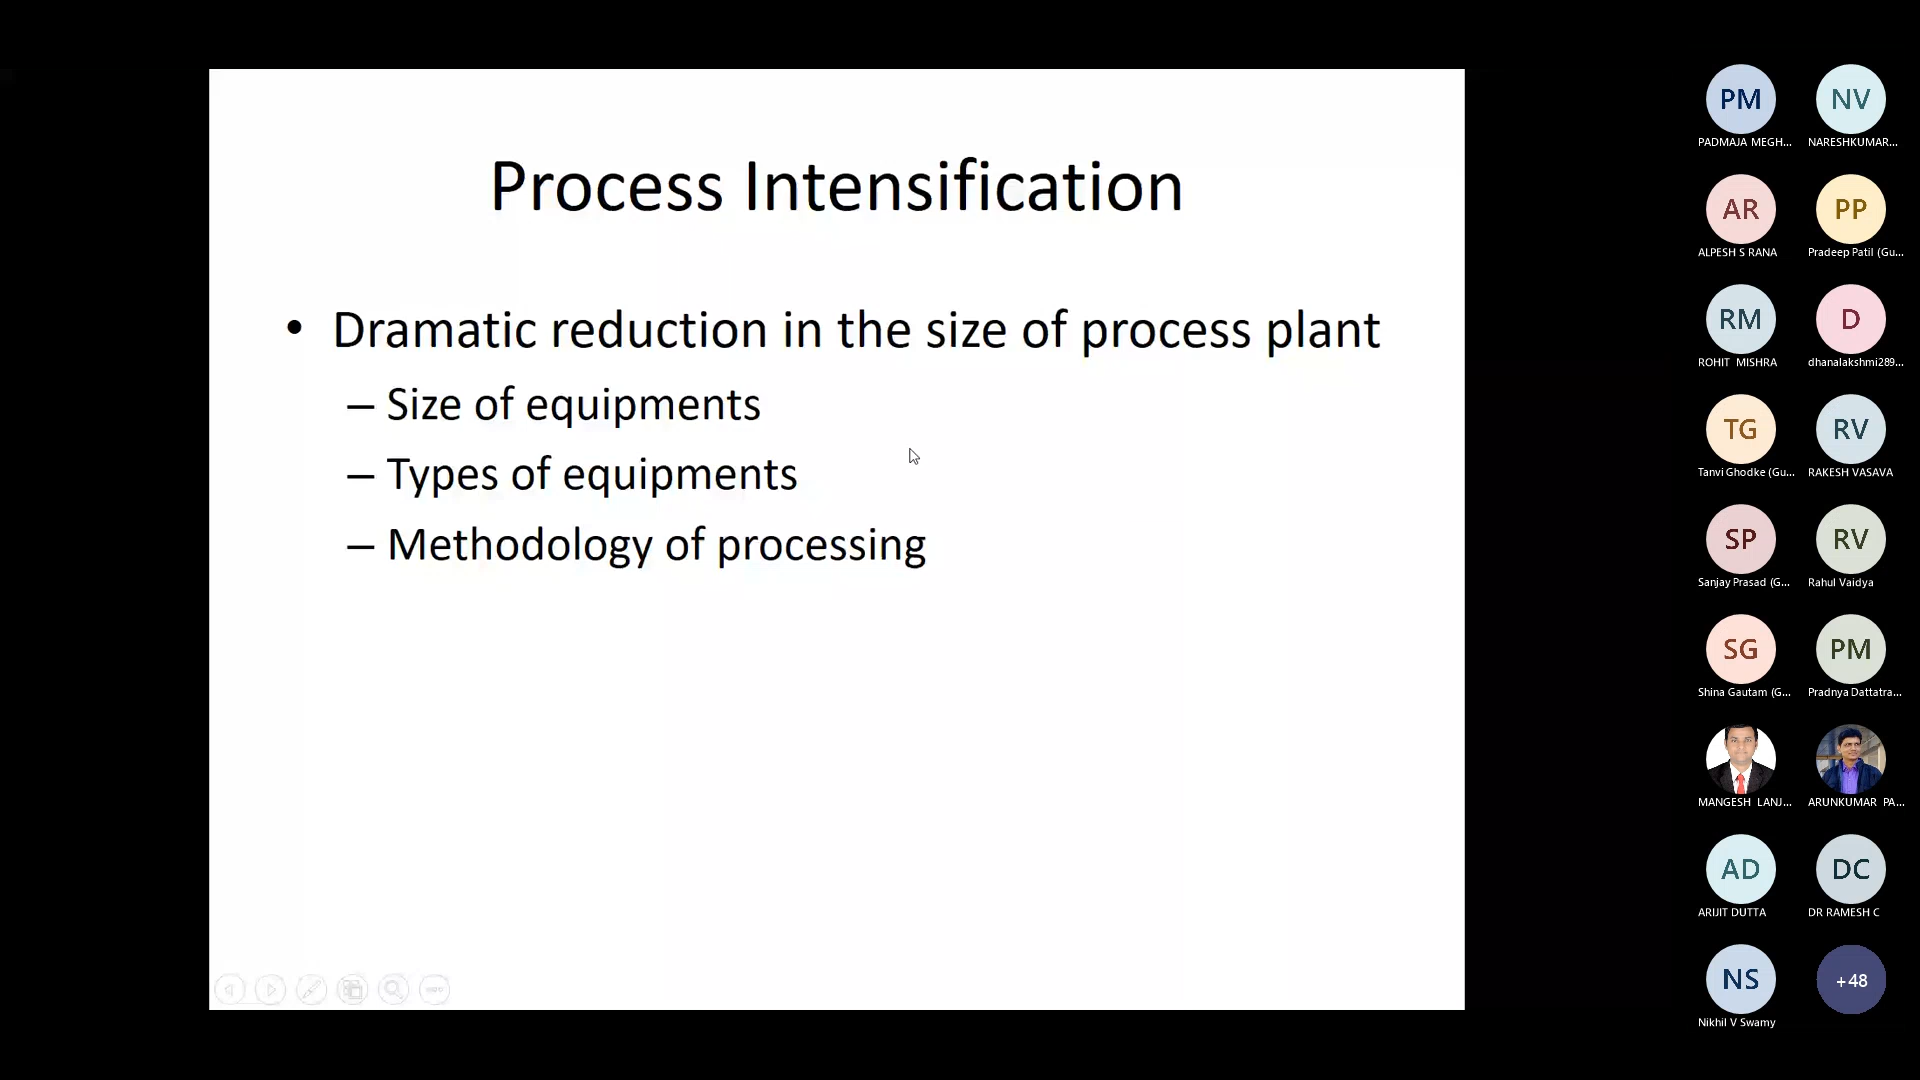 Process Intensification
• Dramatic reduction in the size of process plant
– Size of equipments
– Types of equipments
– Methodology of processing
PM NV
PADMAJA MEGH... NARESHKUMAR...
AR PP
ALPESH S RANA Pradeep Patil (Gu...
RM D
ROHIT MISHRA dhanalakshmi289...
TG RV
Tanvi Ghodke (Gu... RAKESH VASAVA
SP RV
Sanjay Prasad (G... Rahul Vaidya
SG PM
Shina Gautam (G... Pradnya Dattatra...
MANGESH LANJ... ARUNKUMAR PA...
AD DC
ARIJIT DUTTA DR RAMESH C
NS +48
Nikhil V Swamy